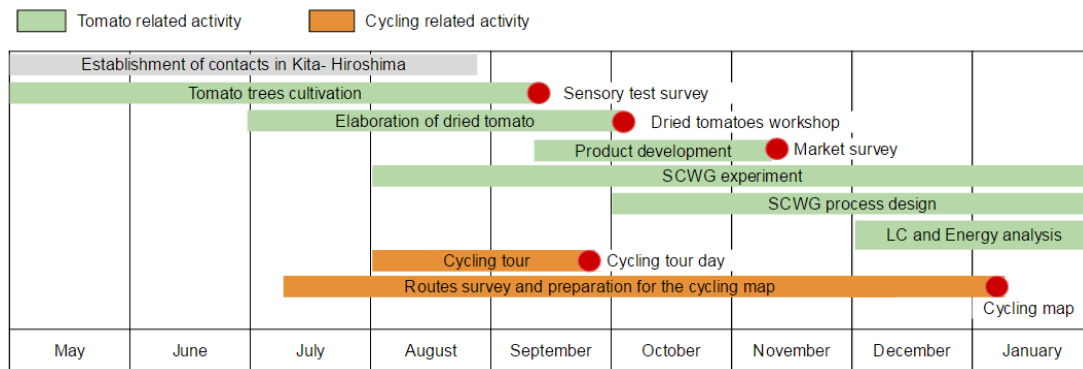 Tomato related activity
Cycling related activity
Establishment of contacts in Kita- Hiroshima
Tomato trees cultivation
Sensory test survey
Elaboration of dried tomato
Dried tomatoes workshop
Product development
Market survey
SCWG experiment
SCWG process design
LC and Energy analysis
Cycling tour
Cycling tour day
Routes survey and preparation for the cycling map
Cycling map
May
June
July
August
September
October
November
December
January